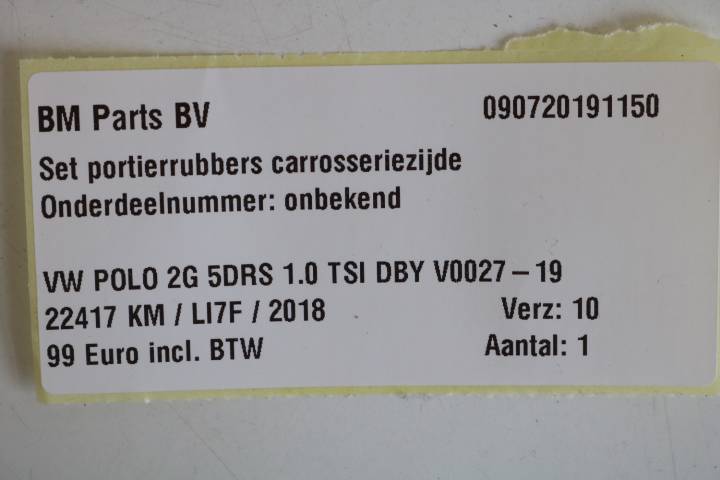 BM Parts BV 090720191150
Set portierrubbers carrosseriezijde
Onderdeelnummer: onbekend
VW POLO 2G 5DRS 1.0 TSI DBY V0027 – 19
22417 KM / LI7F / 2018 Verz: 10
99 Euro incl. BTW Aantal: 1